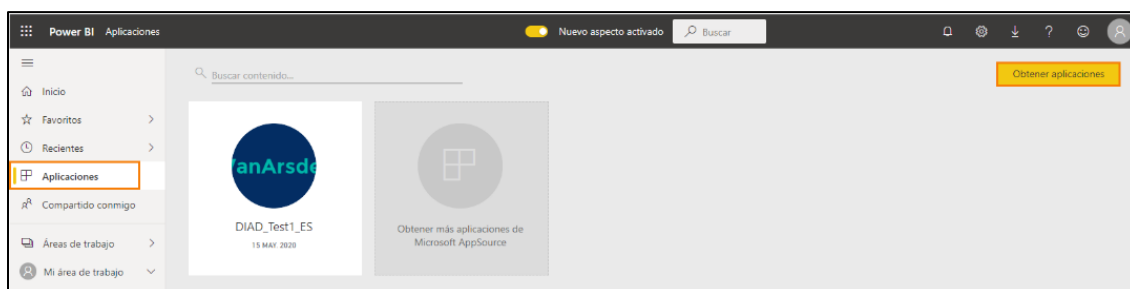 Power BI Aplicaciones
Nuevo aspecto activado
Buscar
Buscar contenido...
Obtener aplicaciones
Inicio
Favoritos
Recientes
Aplicaciones
Compartido conmigo
Áreas de trabajo
Mi área de trabajo
anArsde
DIAD_Test1_ES
15 MAY. 2020
Obtener más aplicaciones de
Microsoft AppSource